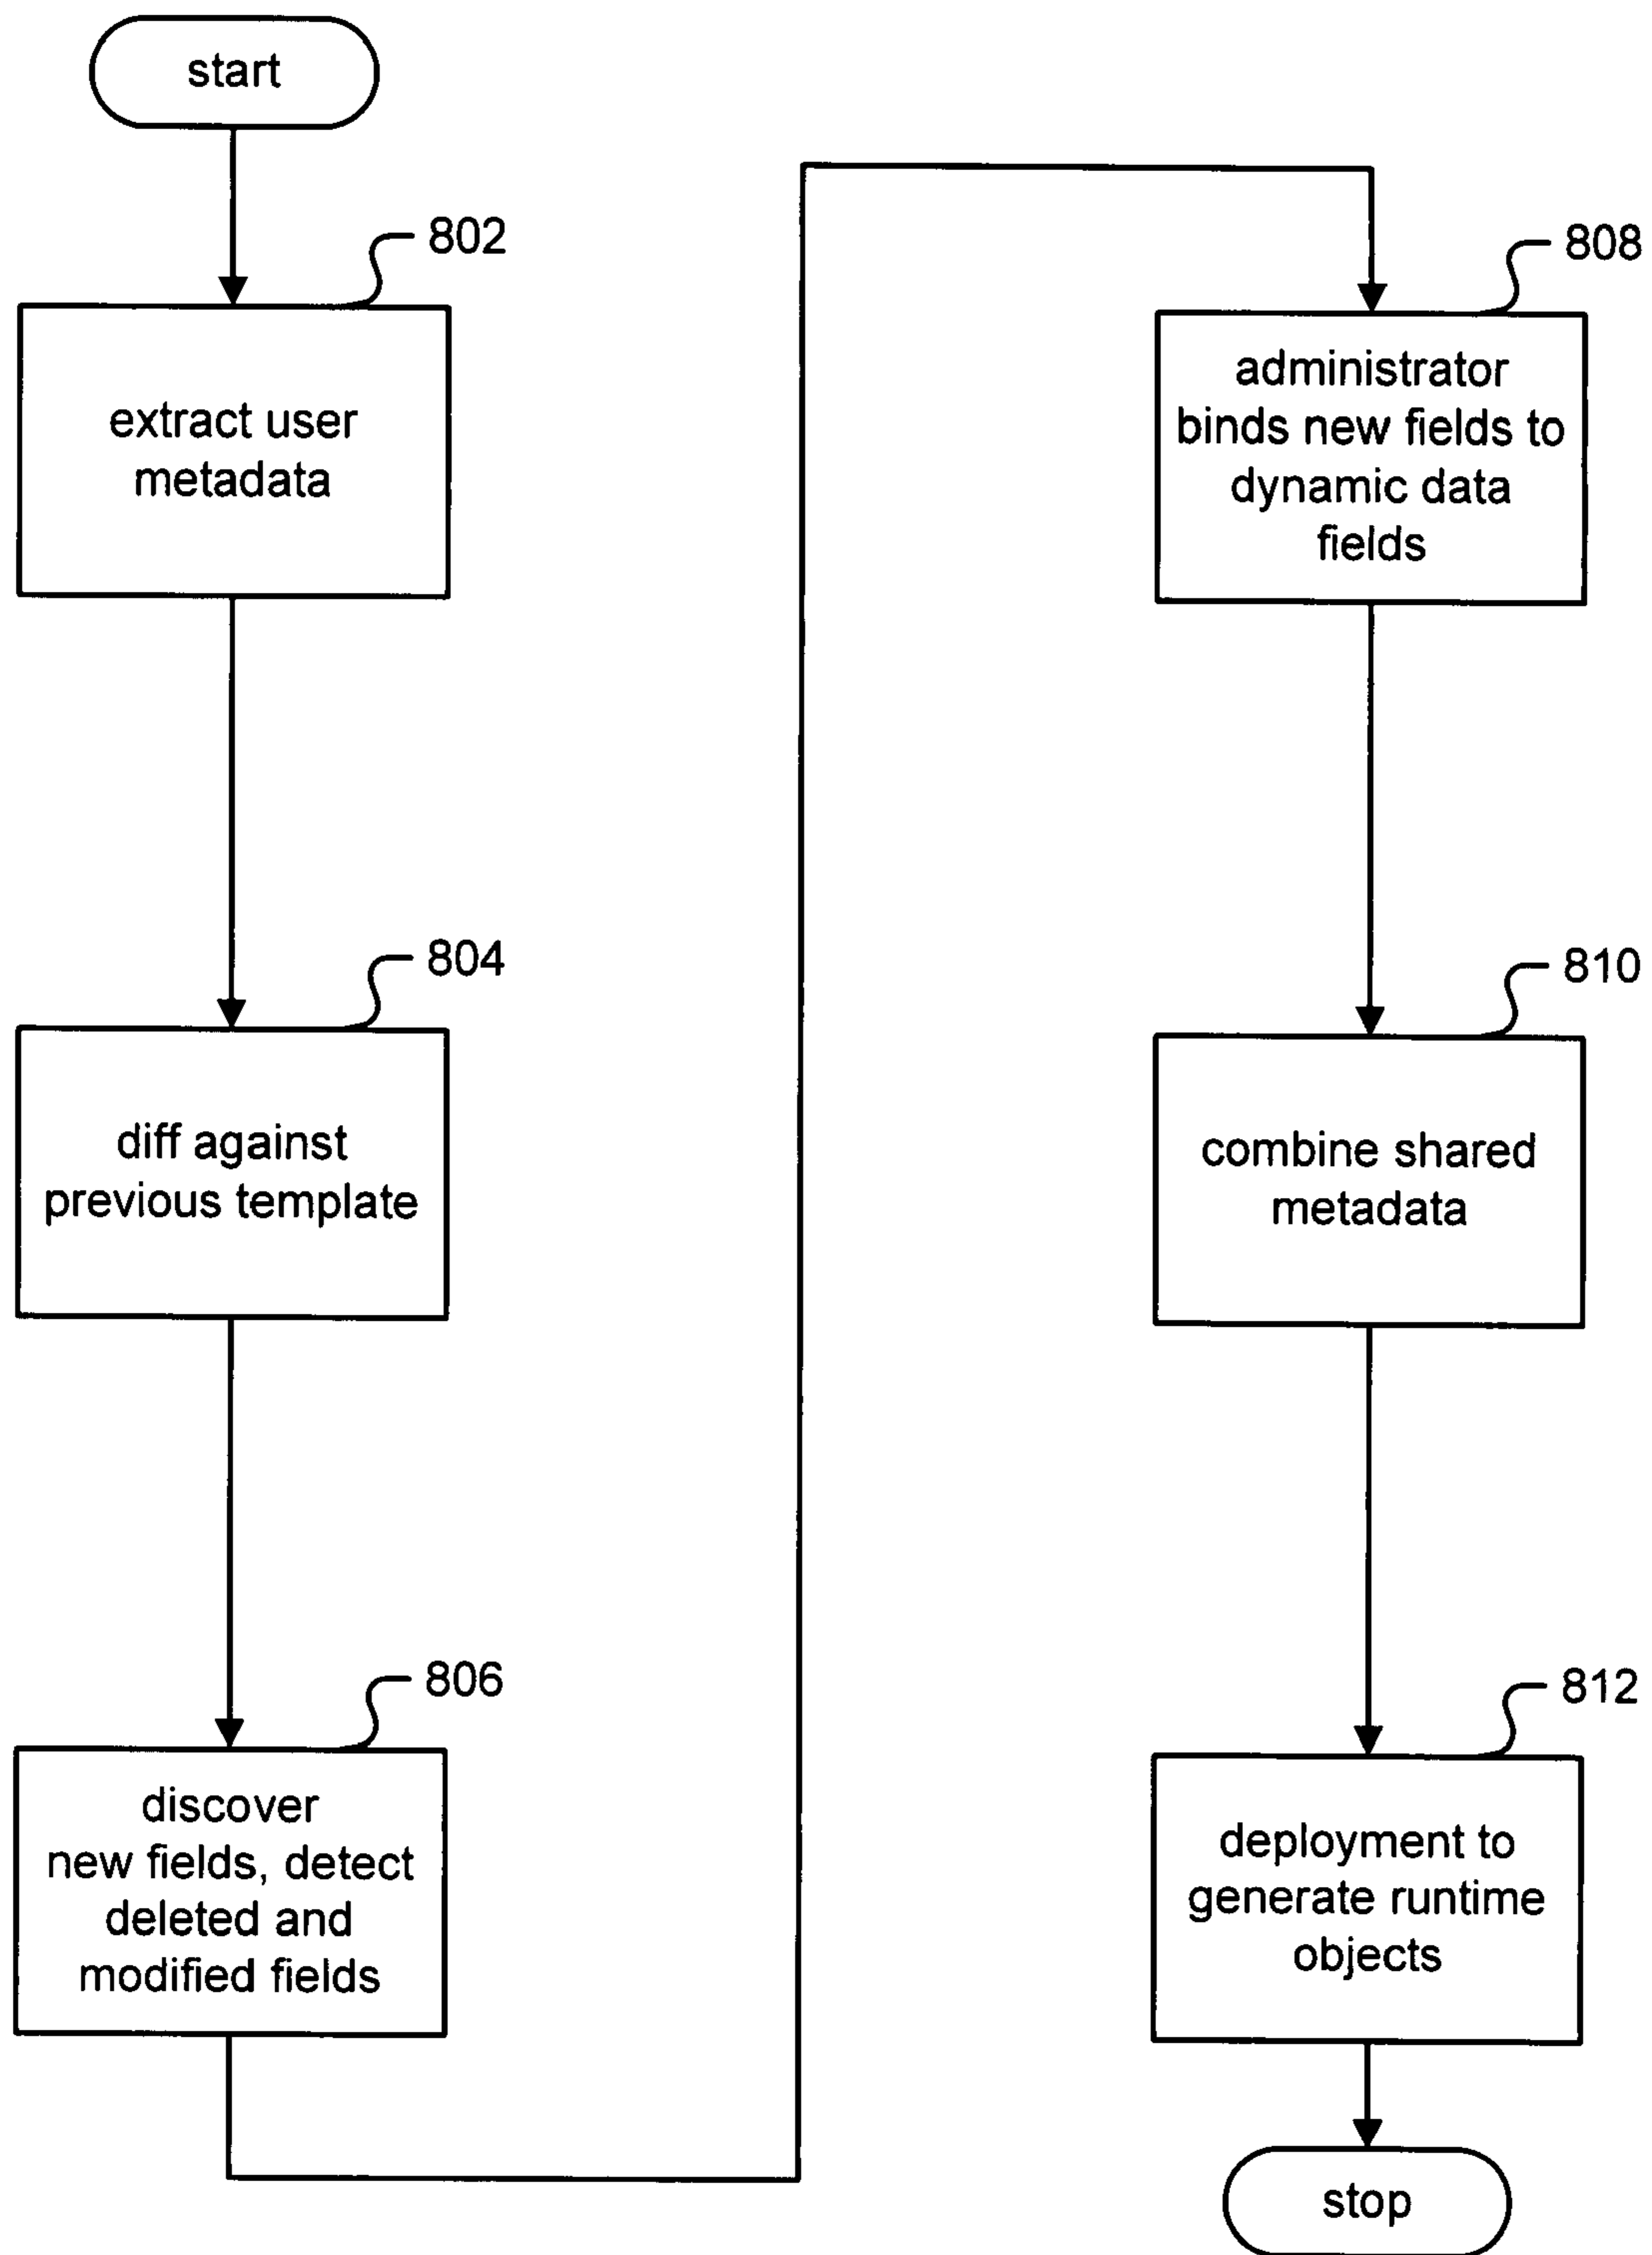 start
802
extract user
metadata
804
diff against
previous template
806
discover
new fields, detect
deleted and
modified fields
808
administrator
binds new fields to
dynamic data
fields
810
combine shared
metadata
812
deployment to
generate runtime
objects
stop